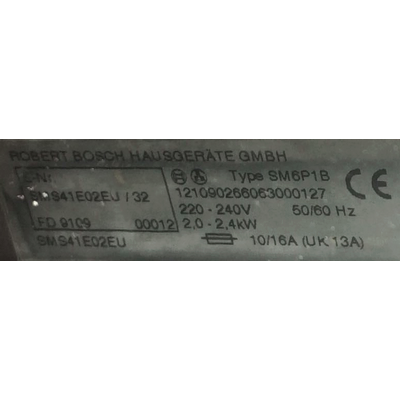 ROBERT BOSCH HAUSGERÄTE GMBH
E-Nr. Type SM6P1B CE
SMS41E02EU / 32 121090266063000127
220 - 240V 50/60 Hz
FD 9109 00012 2,0 - 2,4kW
SMS41E02EU 10/16A (UK 13A)